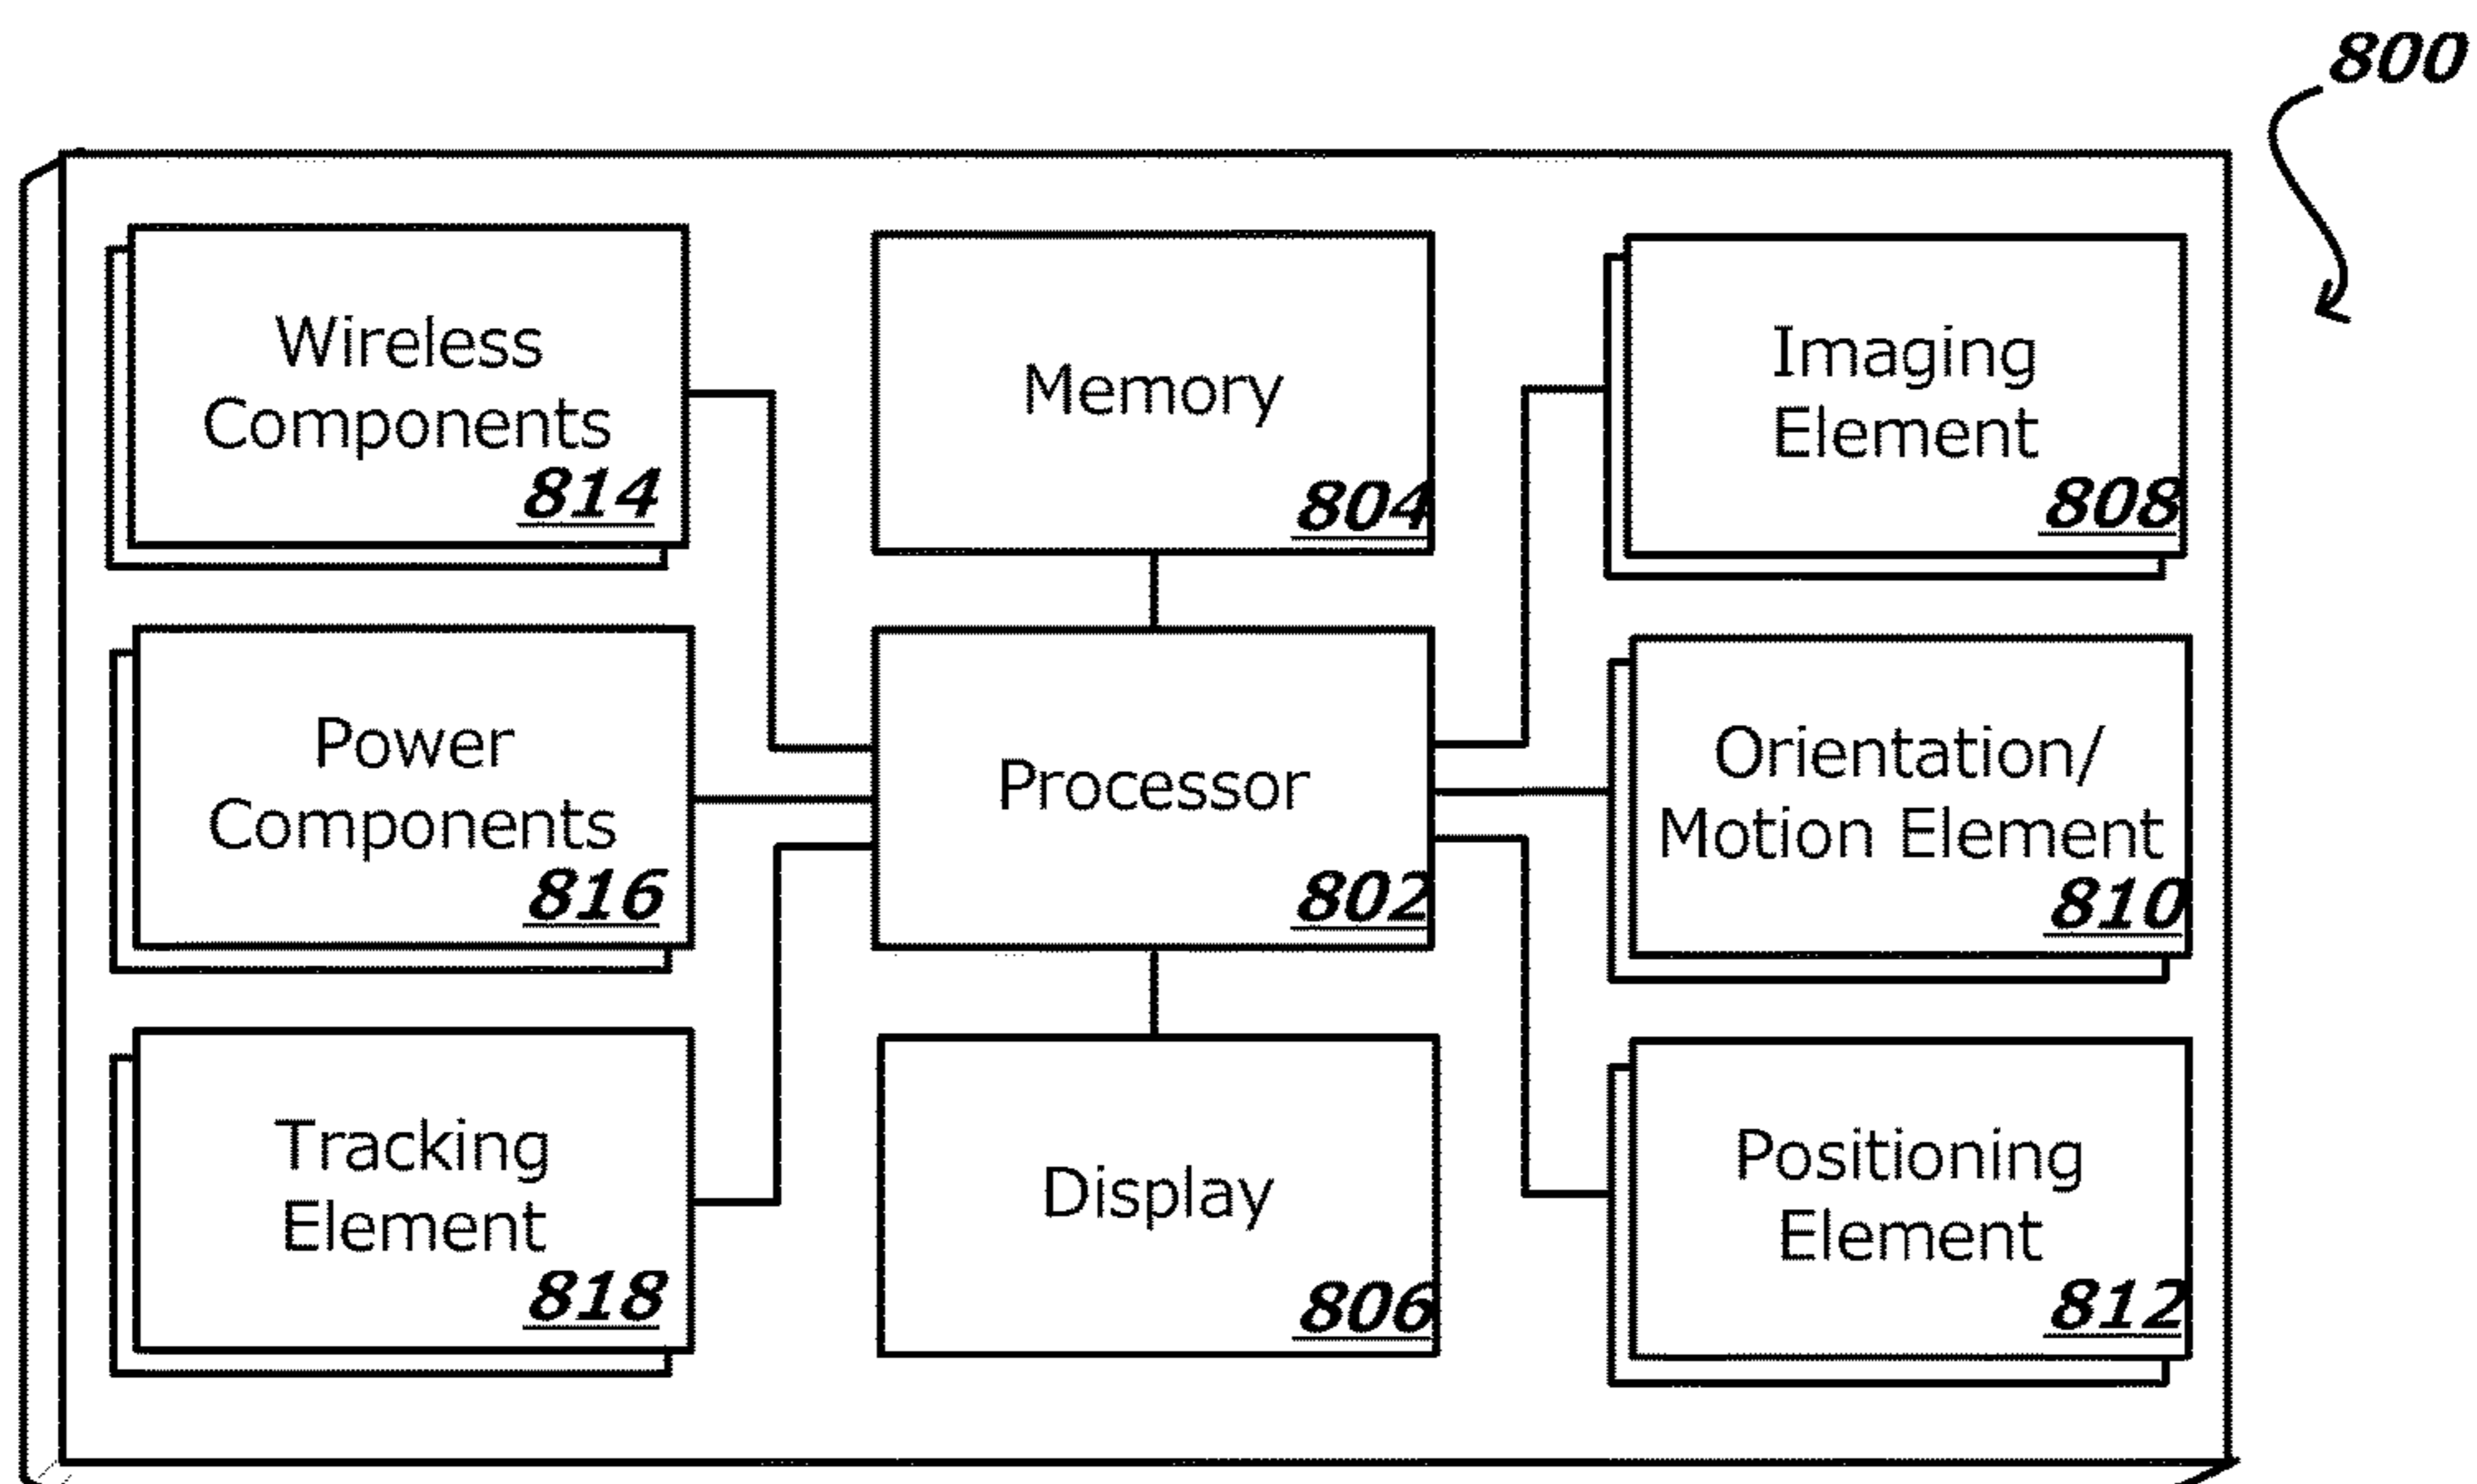 800
Wireless
Components
814
Memory
804
Imaging
Element
808
Power
Components
816
Processor
802
Orientation/
Motion Element
810
Tracking
Element
818
Display
806
Positioning
Element
812